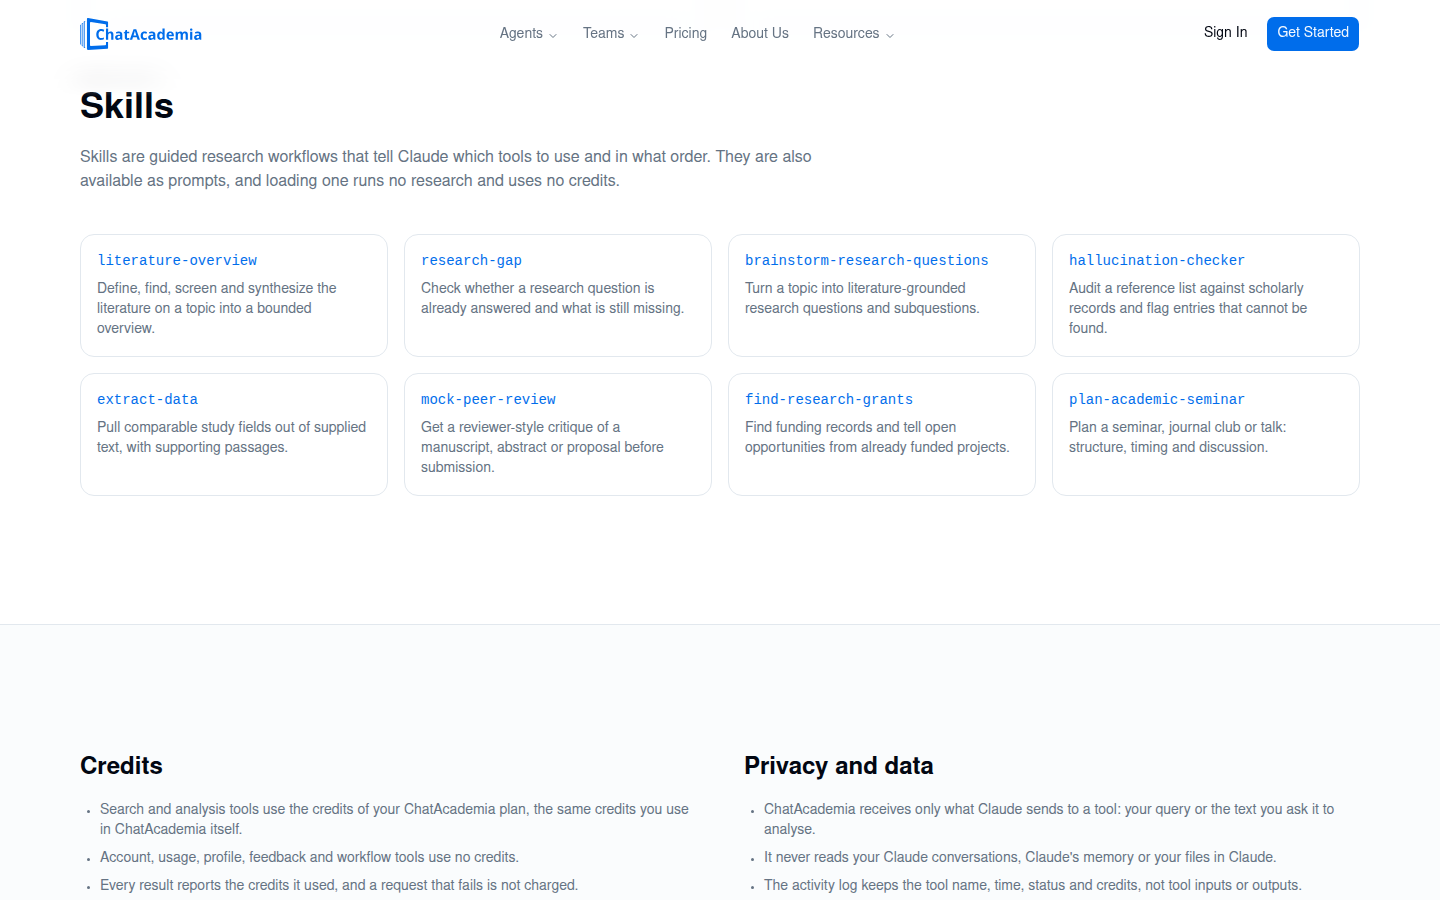 ChatAcademia
Agents
Teams
Pricing
About Us
Resources
Sign In
Get Started
Skills
Skills are guided research workflows that tell Claude which tools to use and in what order. They are also
available as prompts, and loading one runs no research and uses no credits.
literature-overview
Define, find, screen and synthesize the
literature on a topic into a bounded
overview.
research-gap
Check whether a research question is
already answered and what is still missing.
brainstorm-research-questions
Turn a topic into literature-grounded
research questions and subquestions.
hallucination-checker
Audit a reference list against scholarly
records and flag entries that cannot be
found.
extract-data
Pull comparable study fields out of supplied
text, with supporting passages.
mock-peer-review
Get a reviewer-style critique of a
manuscript, abstract or proposal before
submission.
find-research-grants
Find funding records and tell open
opportunities from already funded projects.
plan-academic-seminar
Plan a seminar, journal club or talk:
structure, timing and discussion.
Credits
• Search and analysis tools use the credits of your ChatAcademia plan, the same credits you use
in ChatAcademia itself.
• Account, usage, profile, feedback and workflow tools use no credits.
• Every result reports the credits it used, and a request that fails is not charged.
Privacy and data
• ChatAcademia receives only what Claude sends to a tool: your query or the text you ask it to
analyse.
• It never reads your Claude conversations, Claude's memory or your files in Claude.
• The activity log keeps the tool name, time, status and credits, not tool inputs or outputs.